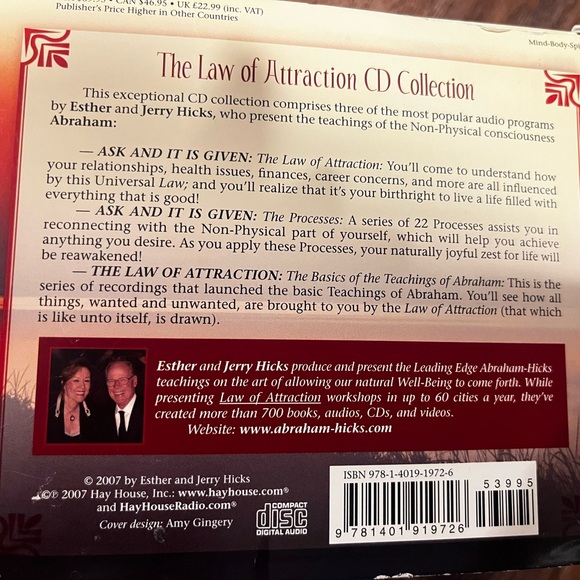 CAN $46.95 • UK £22.99 (inc. VAT)
Publisher's Price Higher in Other Countries
Mind-Body-Spi
The Law of Attraction CD Collection
This exceptional CD collection comprises three of the most popular audio programs
by Esther and Jerry Hicks, who present the teachings of the Non-Physical consciousness
Abraham:
— ASK AND IT IS GIVEN: The Law of Attraction: You'll come to understand how
your relationships, health issues, finances, career concerns, and more are all influenced
by this Universal Law; and you'll realize that it's your birthright to live a life filled with
everything that is good!
— ASK AND IT IS GIVEN: The Processes: A series of 22 Processes assists you in
reconnecting with the Non-Physical part of yourself, which will help you achieve
anything you desire. As you apply these Processes, your naturally joyful zest for life will
be reawakened!
— THE LAW OF ATTRACTION: The Basics of the Teachings of Abraham: This is the
series of recordings that launched the basic Teachings of Abraham. You'll see how all
things, wanted and unwanted, are brought to you by the Law of Attraction (that which
is like unto itself, is drawn).
Esther and Jerry Hicks produce and present the Leading Edge Abraham-Hicks
teachings on the art of allowing our natural Well-Being to come forth. While
presenting Law of Attraction workshops in up to 60 cities a year, they've
created more than 700 books, audios, CDs, and videos.
Website: www.abraham-hicks.com
© 2007 by Esther and Jerry Hicks
©℗ 2007 Hay House, Inc.: www.hayhouse.com®
and HayHouseRadio.com®
Cover design: Amy Gingery
COMPACT
disc
DIGITAL AUDIO
ISBN 978-1-4019-1972-6
53995
9 781401 919726